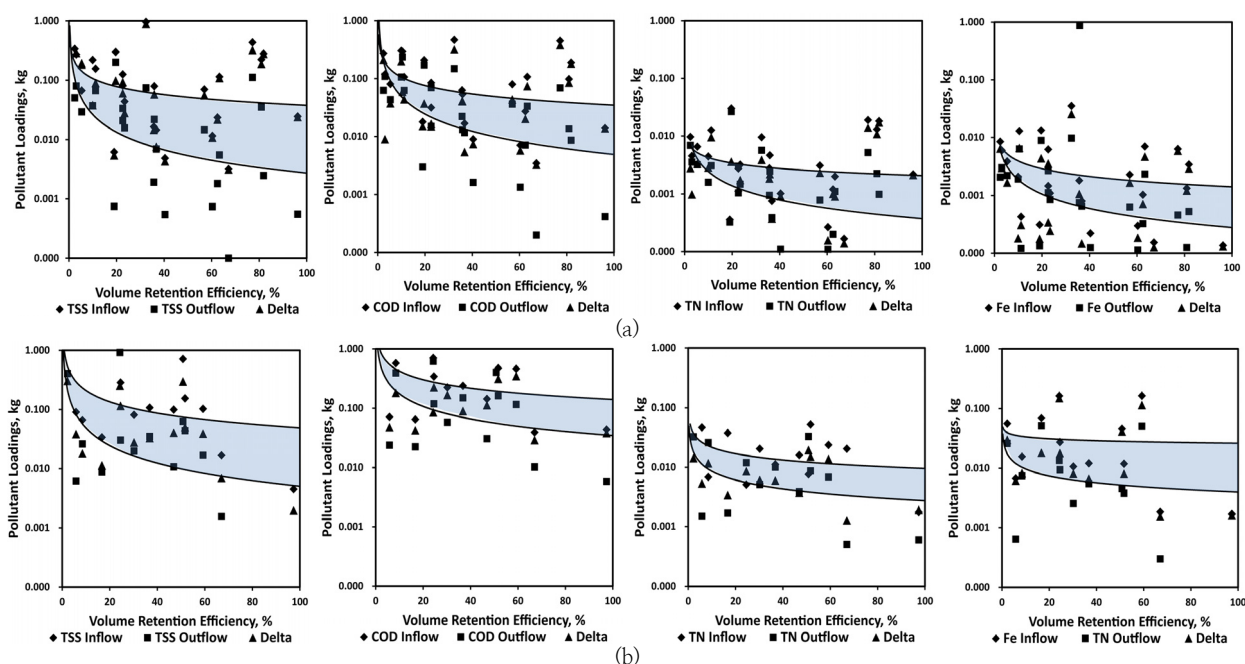 1.000 1.000 1.000 1.000
0.100 0.100 0.100 0.100
0.010 0.010 0.010 0.010
0.001 0.001 0.001 0.001
0.000 0.000 0.000 0.000
Pollutant Loadings, kg Pollutant Loadings, kg Pollutant Loadings, kg Pollutant Loadings, kg
0 20 40 60 80 100 0 20 40 60 80 100 0 20 40 60 80 100 0 20 40 60 80 100
Volume Retention Efficiency, % Volume Retention Efficiency, % Volume Retention Efficiency, % Volume Retention Efficiency, %
TSS Inflow TSS Outflow Delta COD Inflow COD Outflow Delta TN Inflow TN Outflow Delta Fe Inflow Fe Outflow Delta
(a)
1.000 1.000 1.000 1.000
0.100 0.100 0.100 0.100
0.010 0.010 0.010 0.010
0.001 0.001 0.001 0.001
0.000 0.000 0.000 0.000
Pollutant Loadings, kg Pollutant Loadings, kg Pollutant Loadings, kg Pollutant Loadings, kg
0 20 40 60 80 100 0 20 40 60 80 100 0 20 40 60 80 100 0 20 40 60 80 100
Volume Retention Efficiency, % Volume Retention Efficiency, % Volume Retention Efficiency, % Volume Retention Efficiency, %
TSS Inflow TSS Outflow Delta COD Inflow COD Outflow Delta TN Inflow TN Outflow Delta Fe Inflow TN Outflow Delta
(b)